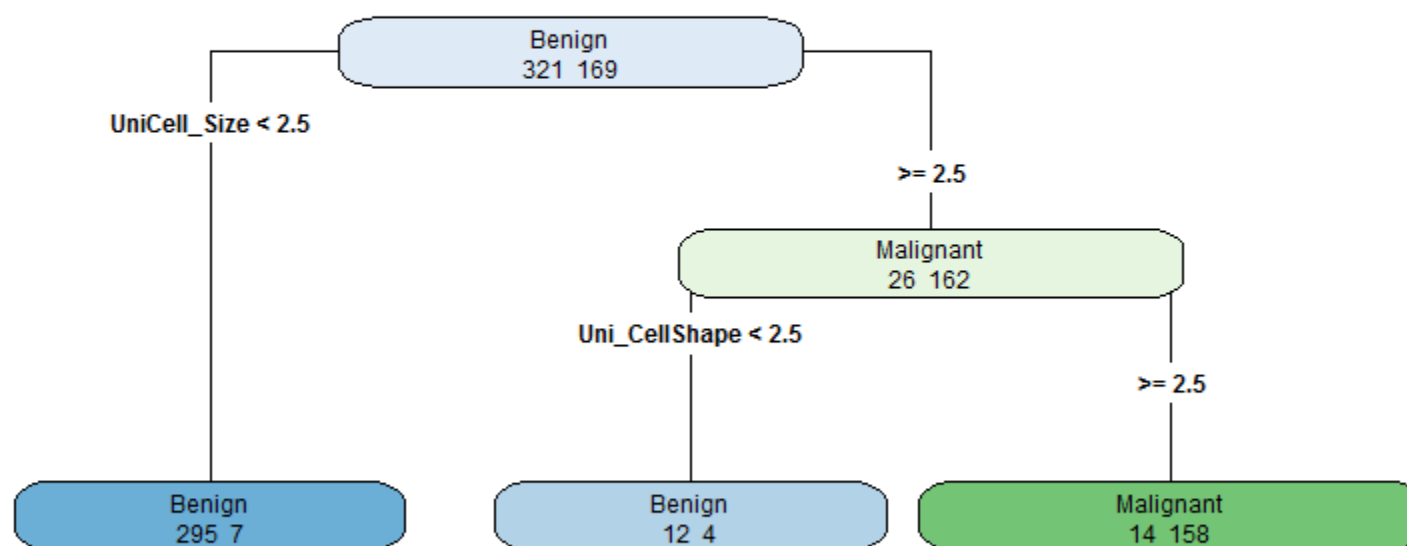 Benign
321 169
UniCell_Size < 2.5
>= 2.5
Malignant
26 162
Uni_CellShape < 2.5
>= 2.5
Benign
295 7
Benign
12 4
Malignant
14 158